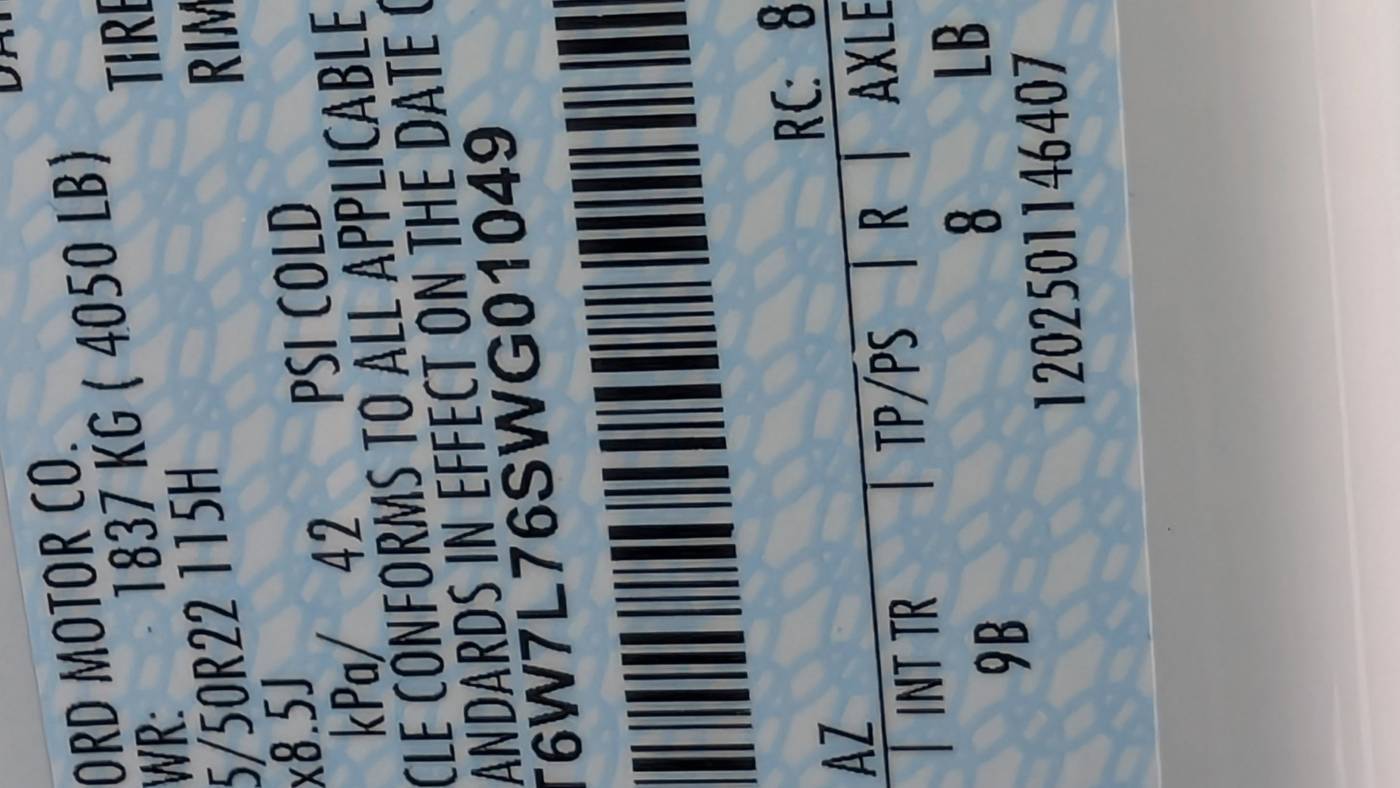 ORD MOTOR CO.
WR: 1837 KG ( 4050 LB) TIRE
5/50R22 115H RIM
x8.5J
kPa/ 42 PSI COLD
CLE CONFORMS TO ALL APPLICABLE
ANDARDS IN EFFECT ON THE DATE
T6W7L76SWG01049
RC: 8
AZ
| INT TR | TP/PS | R | AXLE
9B 8 LB
12025011146407